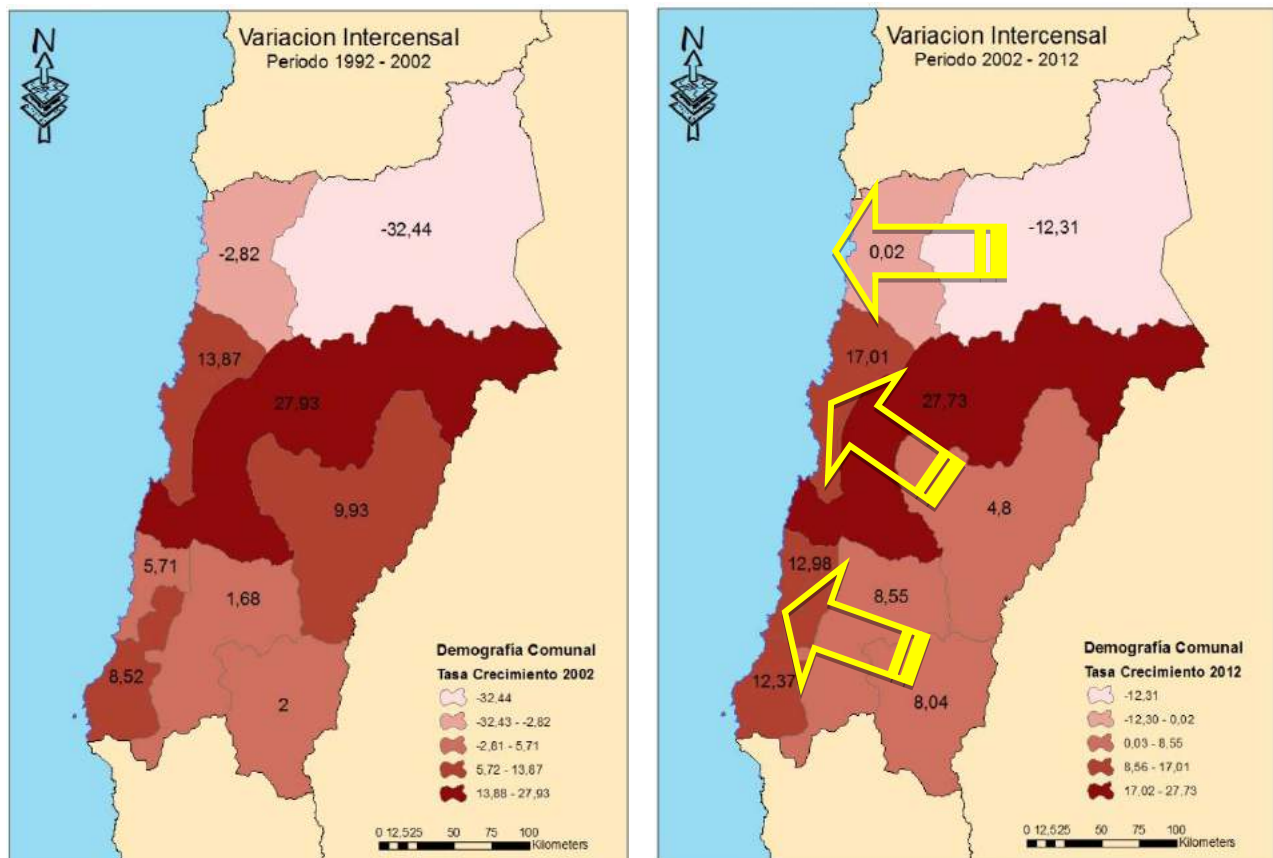 N
Variacion Intercensal
Periodo 1992 - 2002
-32,44
-2,82
13,87
27,93
9,93
5,71
1,68
8,52
2
Demografía Comunal
Tasa Crecimiento 2002
-32,44
-32,43 - -2,82
-2,81 - 5,71
5,72 - 13,87
13,88 - 27,93
0 12,525 50 75 100
Kilometers
N
Variacion Intercensal
Periodo 2002 - 2012
-12,31
0,02
17,01
27,73
4,8
12,98
8,55
12,37
8,04
Demografía Comunal
Tasa Crecimiento 2012
-12,31
-12,30 - 0,02
0,03 - 8,55
8,56 - 17,01
17,02 - 27,73
0 12,525 50 75 100
Kilometers